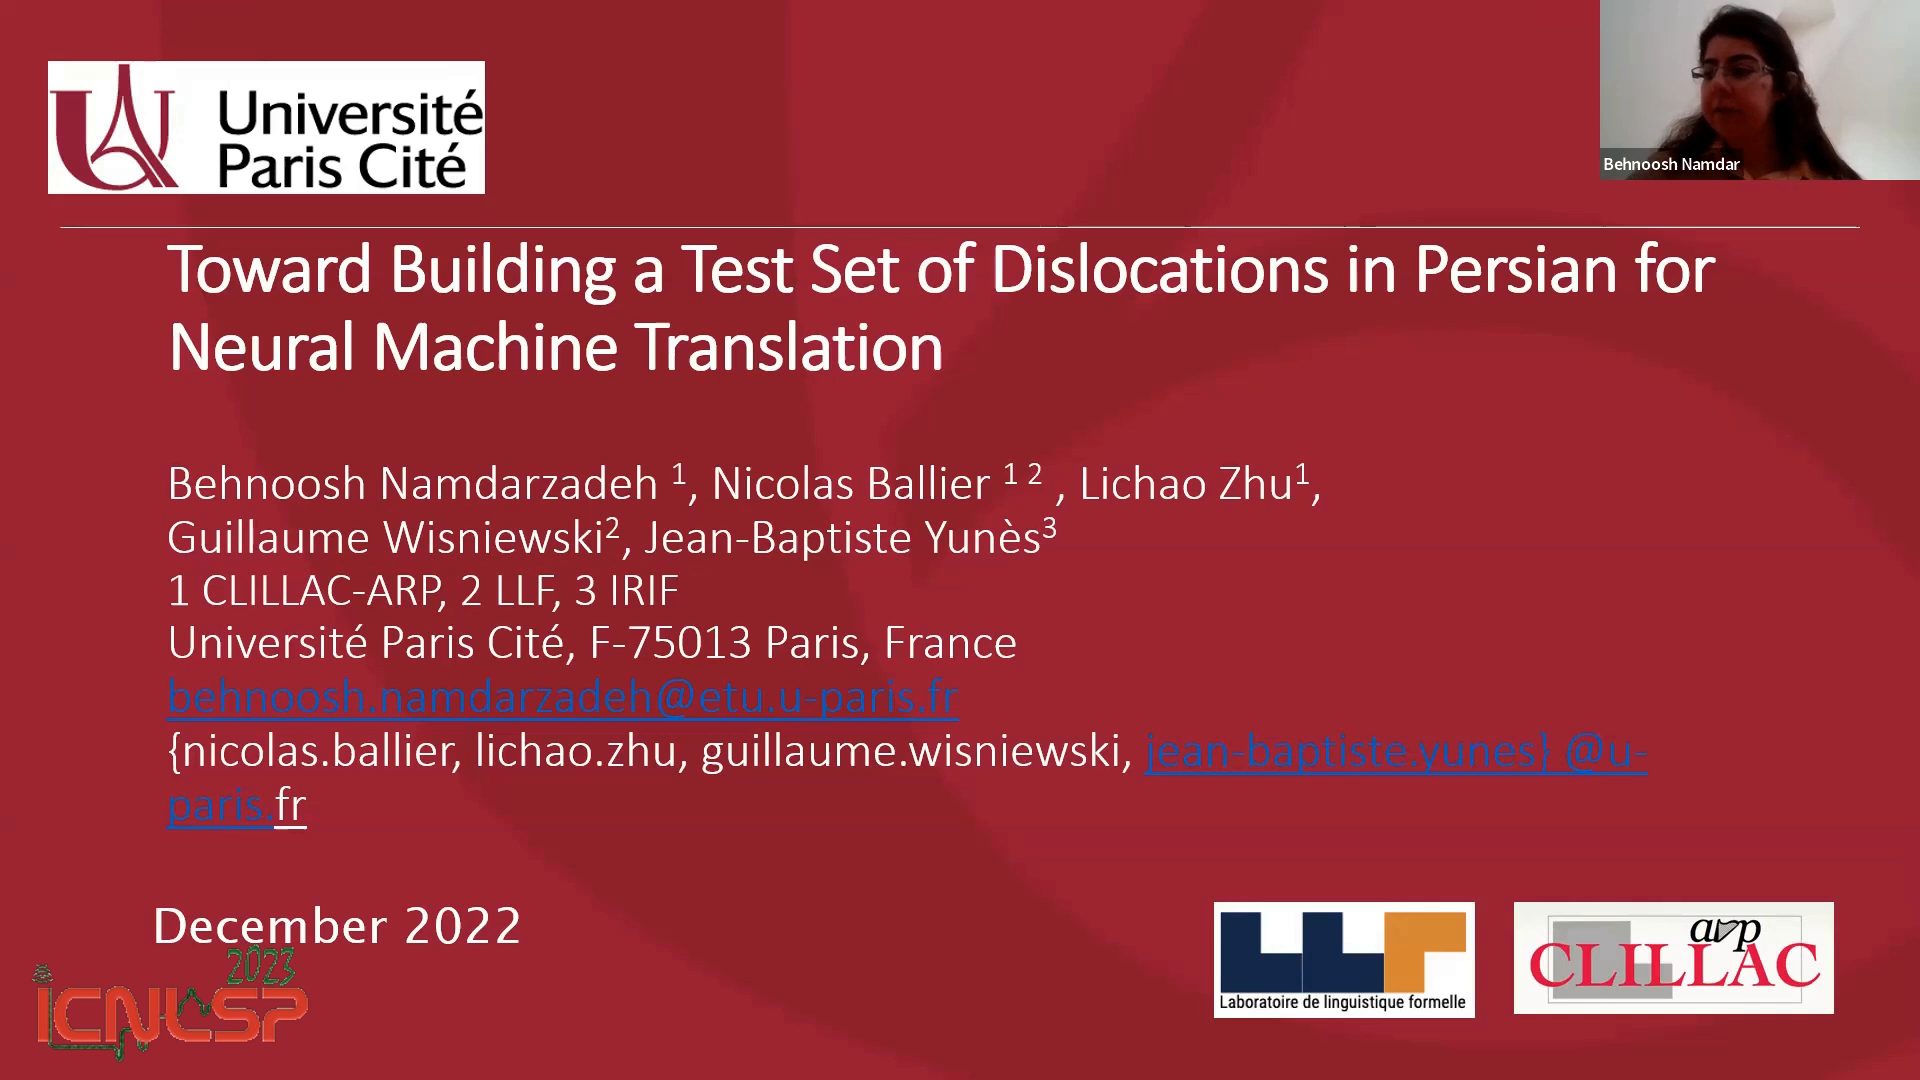 Université
Paris Cité
Behnoosh Namdar
Toward Building a Test Set of Dislocations in Persian for
Neural Machine Translation
Behnoosh Namdarzadeh 1, Nicolas Ballier 1 2 , Lichao Zhu1,
Guillaume Wisniewski2, Jean-Baptiste Yunès3
1 CLILLAC-ARP, 2 LLF, 3 IRIF
Université Paris Cité, F-75013 Paris, France
behnoosh.namdarzadeh@etu.u-paris.fr
{nicolas.ballier, lichao.zhu, guillaume.wisniewski, jean-baptiste.yunes} @u-
paris.fr
December 2022
2023
ICNLSP
LLF
Laboratoire de linguistique formelle
arp
CLILLAC